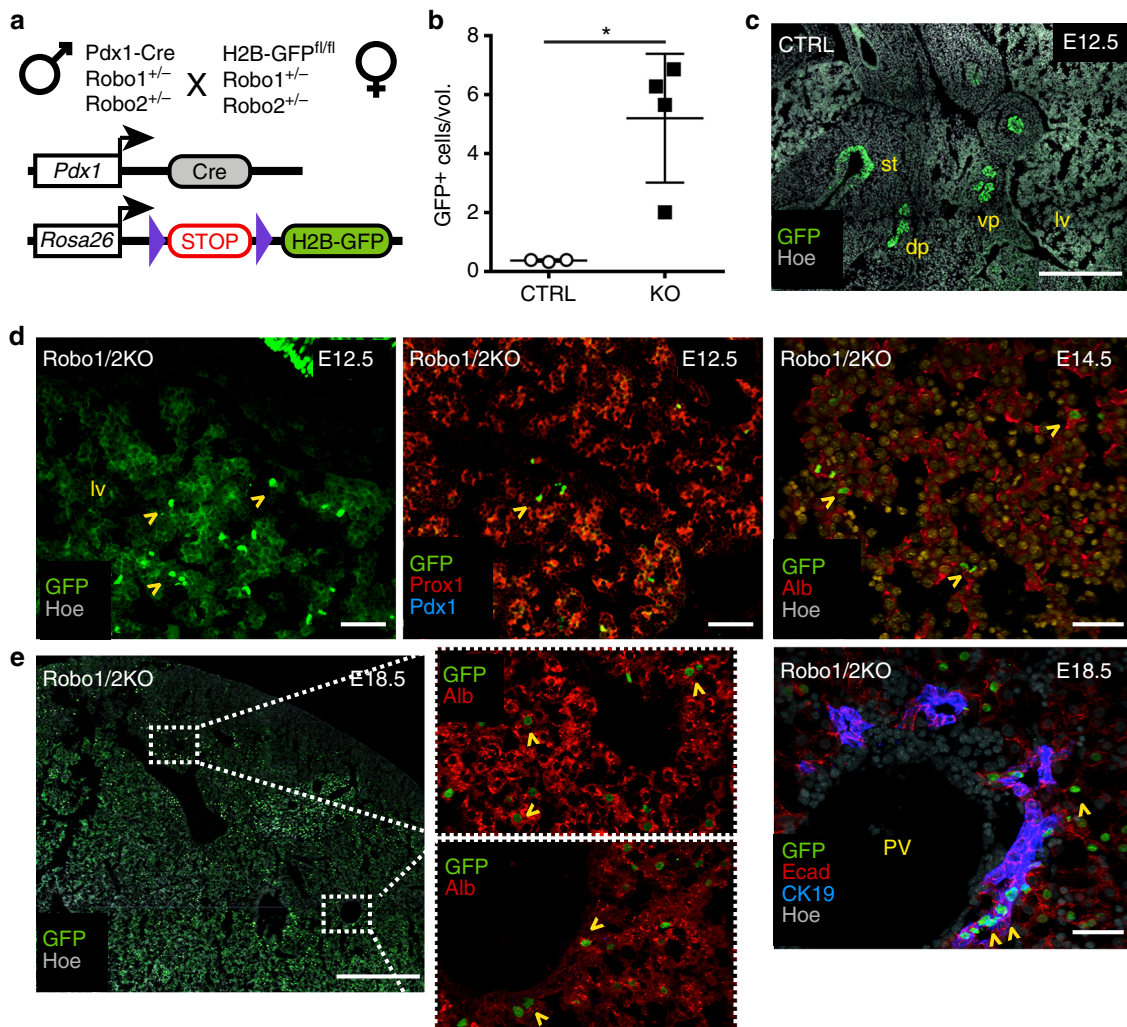 a
Pdx1-Cre
Robo1+/–
Robo2+/–
X
H2B-GFPfl/fl
Robo1+/–
Robo2+/–
Pdx1
Cre
Rosa26
STOP
H2B-GFP
b
GFP+ cells/vol.
8
6
4
2
0
*
CTRL
KO
c
CTRL
E12.5
st
dp
vp
lv
GFP
Hoe
d
Robo1/2KO
E12.5
lv
GFP
Hoe
Robo1/2KO
E12.5
GFP
Prox1
Pdx1
Robo1/2KO
E14.5
GFP
Alb
Hoe
e
Robo1/2KO
E18.5
GFP
Hoe
GFP
Alb
GFP
Alb
Robo1/2KO
E18.5
PV
GFP
Ecad
CK19
Hoe